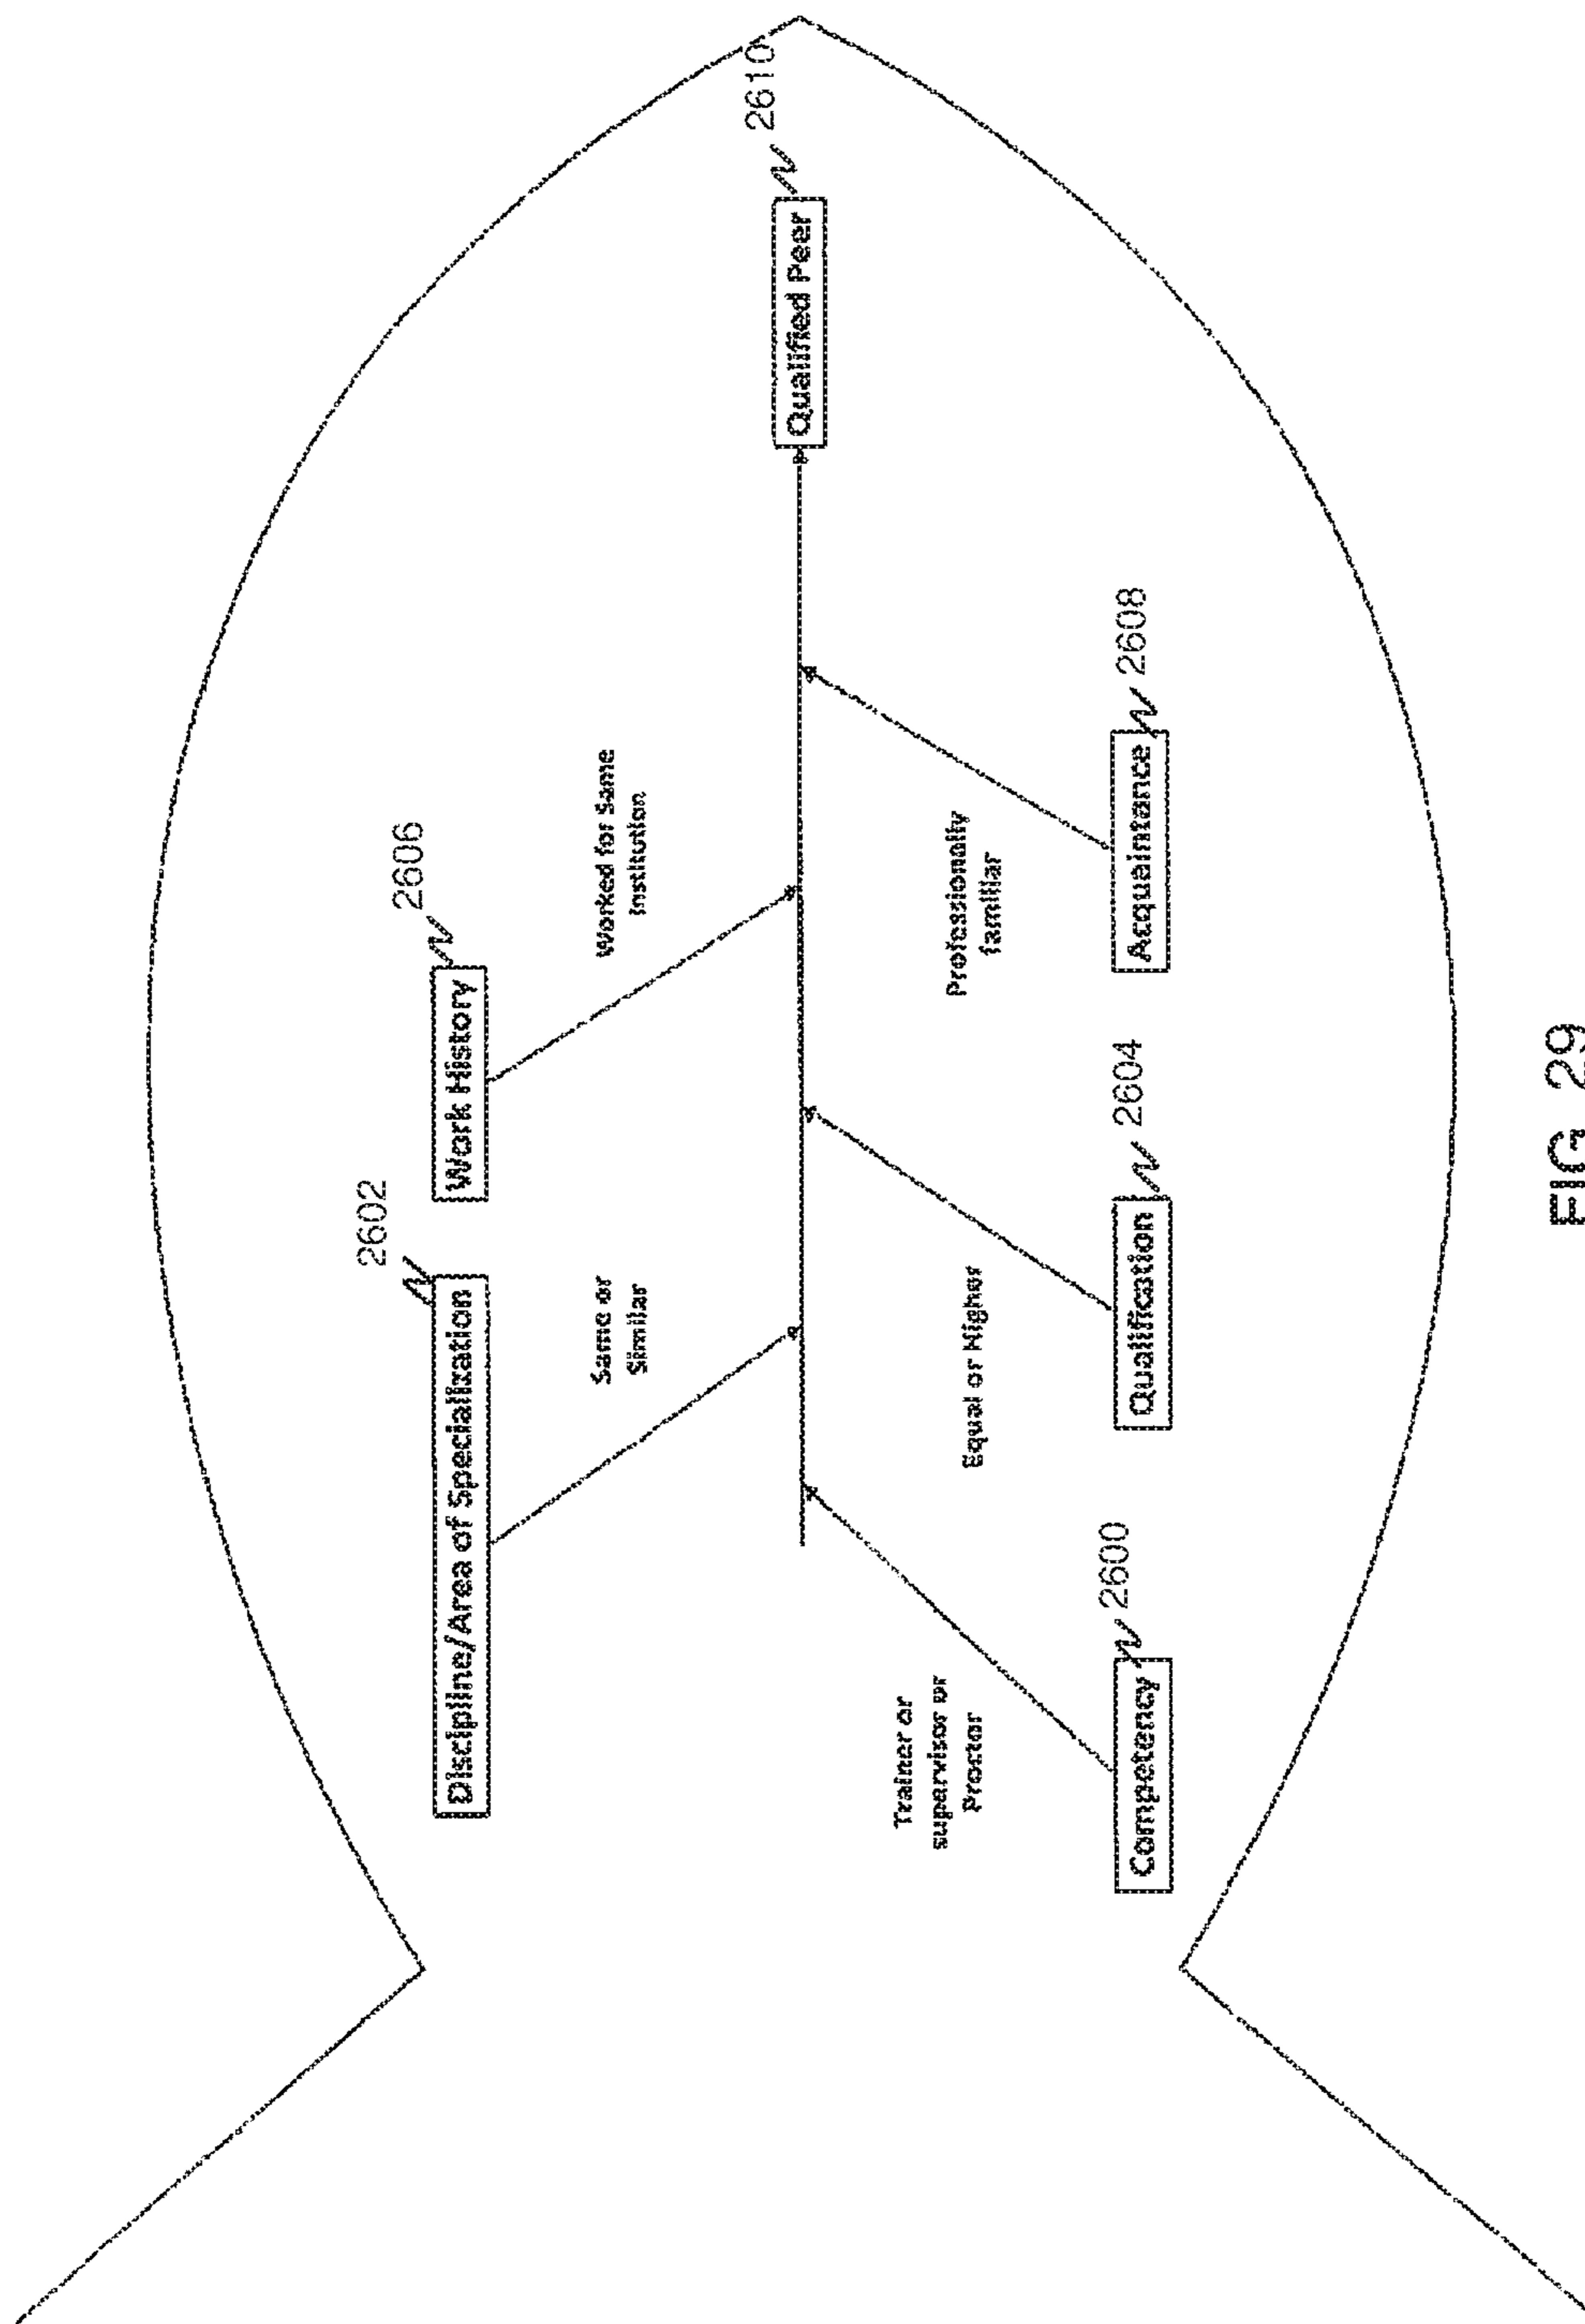 2602
Discipline/Area of Specialization
2606
Work History
Same or
Similar
Worked for Same
Institution
2610
Qualified Peer
Trainer or
supervisor or
Proctor
Equal or Higher
Professionally
familiar
Competency
2600
Qualification
2604
Acquaintance
2608
FIG. 29